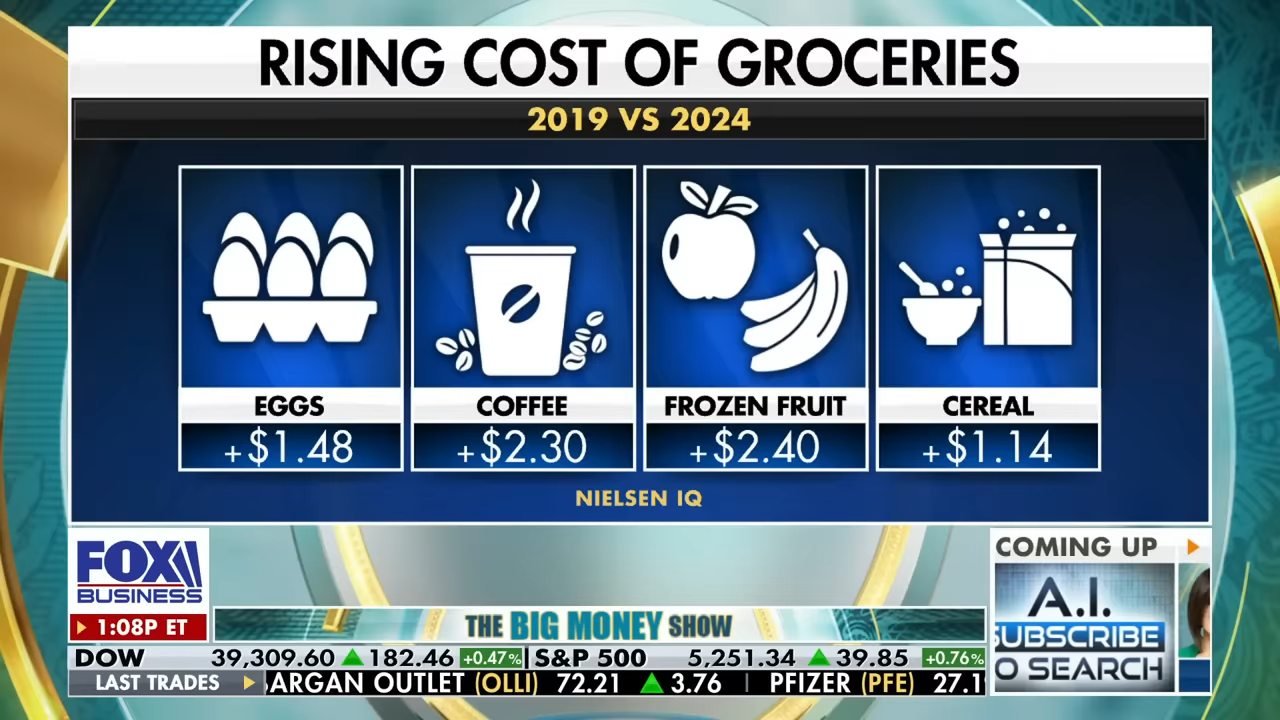 RISING COST OF GROCERIES
2019 VS 2024
EGGS
+$1.48
COFFEE
+$2.30
FROZEN FRUIT
+$2.40
CEREAL
+$1.14
NIELSEN IQ
FOX
BUSINESS
1:08P ET
THE BIG MONEY SHOW
COMING UP
A.I.
SUBSCRIBE
O SEARCH
DOW 39,309.60 182.46 +0.47% S&P 500 5,251.34 39.85 +0.76%
LAST TRADES ARGAN OUTLET (OLLI) 72.21 3.76 PFIZER (PFE) 27.1